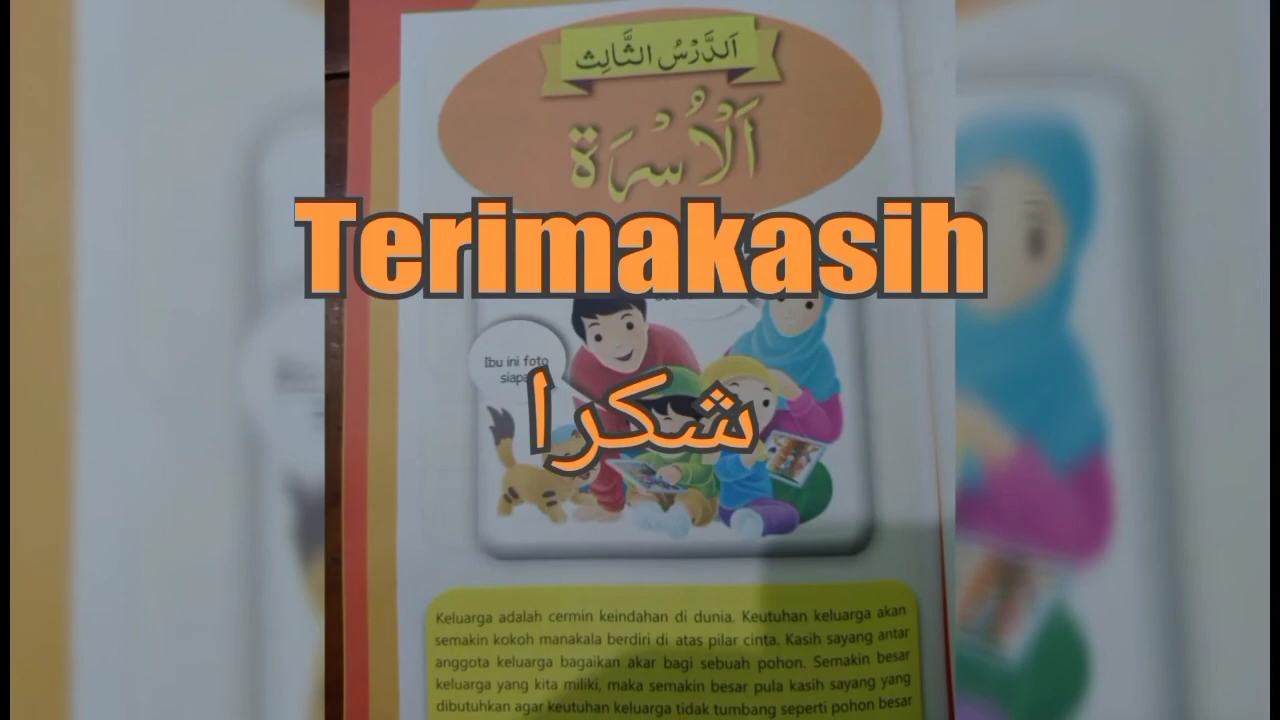 اَلدَّرْسُ الثَّالِث
اَلْاُسْرَة
Terimakasih
Ibu ini foto
شكرا
Keluarga adalah cermin keindahan di dunia. Keutuhan keluarga akan
semakin kokoh manakala berdiri di atas pilar cinta. Kasih sayang antar
anggota keluarga bagaikan akar bagi sebuah pohon. Semakin besar
keluarga yang kita miliki, maka semakin besar pula kasih sayang yang
dibutuhkan agar keutuhan keluarga tidak tumbang seperti pohon besar